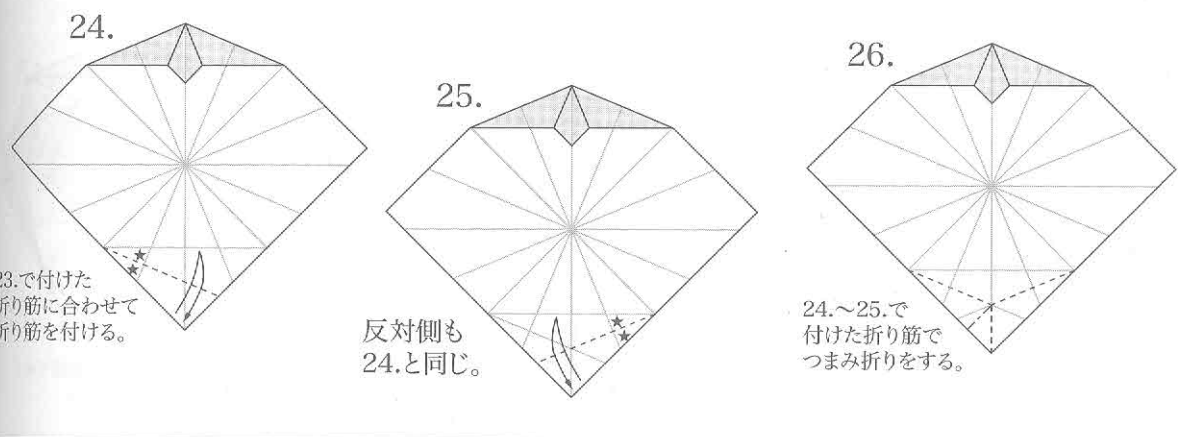 24.
23.で付けた
折り筋に合わせて
折り筋を付ける。
25.
反対側も
24.と同じ。
26.
24.〜25.で
付けた折り筋で
つまみ折りをする。